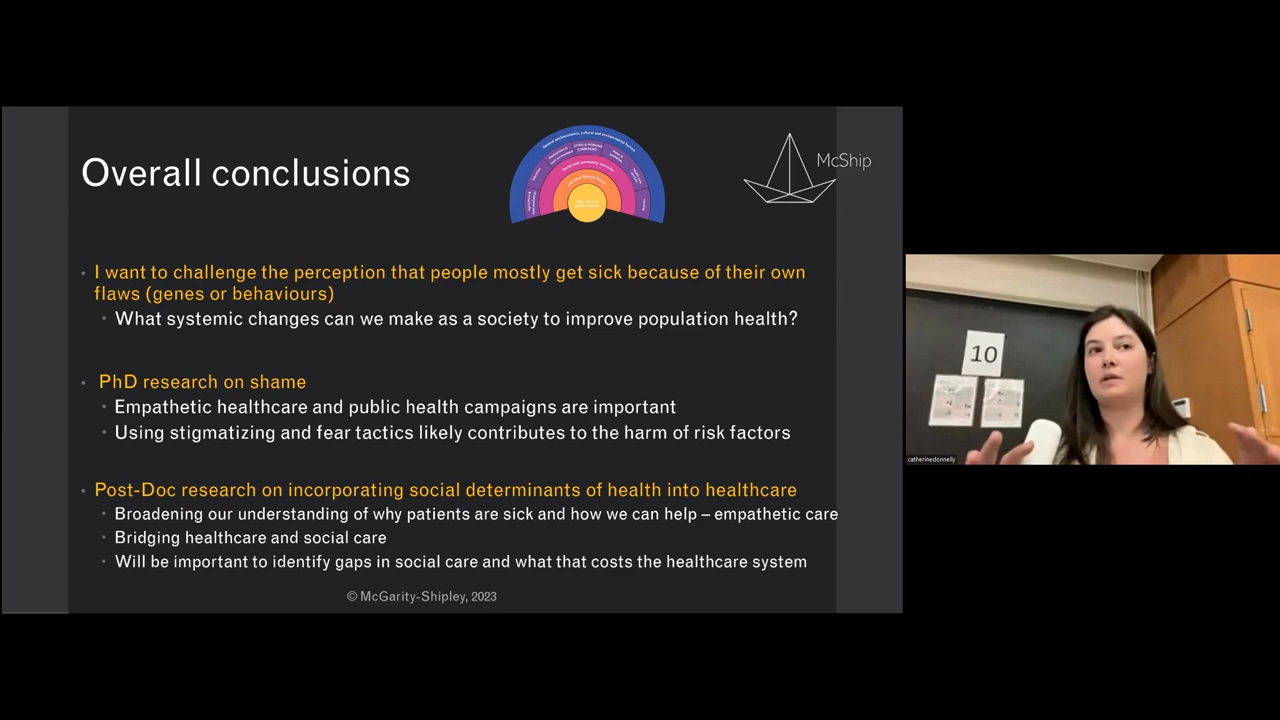 Overall conclusions
McShip
• I want to challenge the perception that people mostly get sick because of their own
flaws (genes or behaviours)
• What systemic changes can we make as a society to improve population health?
• PhD research on shame
• Empathetic healthcare and public health campaigns are important
• Using stigmatizing and fear tactics likely contributes to the harm of risk factors
• Post-Doc research on incorporating social determinants of health into healthcare
• Broadening our understanding of why patients are sick and how we can help – empathetic care
• Bridging healthcare and social care
• Will be important to identify gaps in social care and what that costs the healthcare system
© McGarity-Shipley, 2023
10
catherinedonnelly